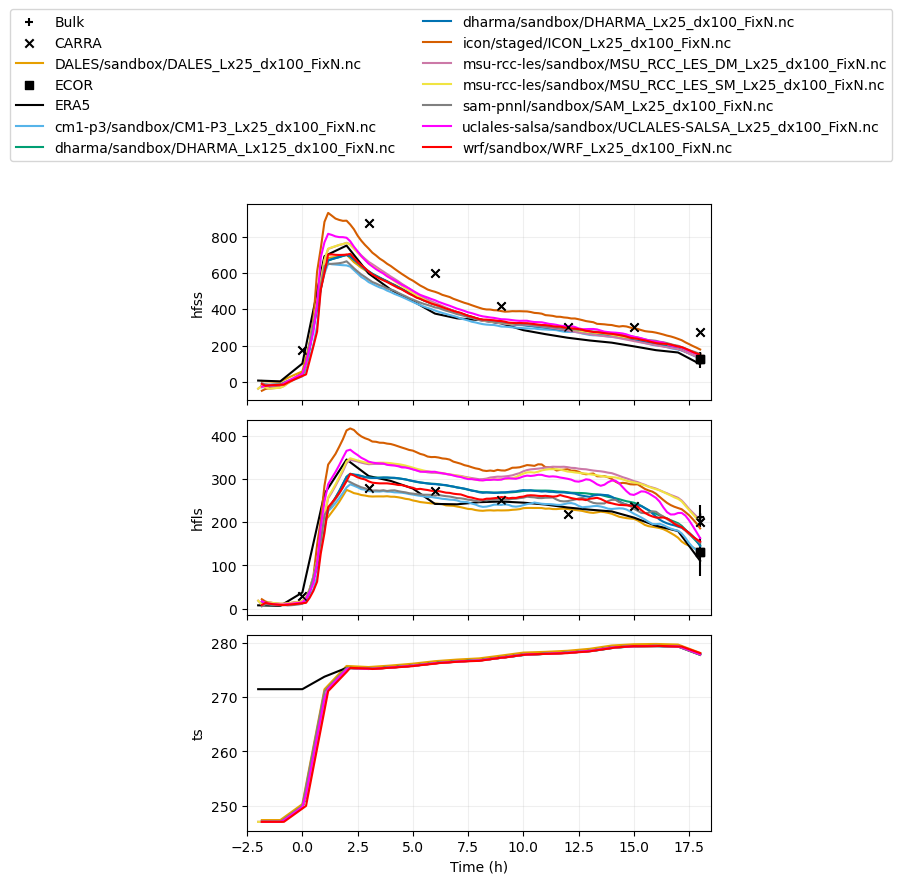 Bulk
CARRA
DALES/sandbox/DALES_Lx25_dx100_FixN.nc
ECOR
ERA5
cm1-p3/sandbox/CM1-P3_Lx25_dx100_FixN.nc
dharma/sandbox/DHARMA_Lx125_dx100_FixN.nc
dharma/sandbox/DHARMA_Lx25_dx100_FixN.nc
icon/staged/ICON_Lx25_dx100_FixN.nc
msu-rcc-les/sandbox/MSU_RCC_LES_DM_Lx25_dx100_FixN.nc
msu-rcc-les/sandbox/MSU_RCC_LES_SM_Lx25_dx100_FixN.nc
sam-pnnl/sandbox/SAM_Lx25_dx100_FixN.nc
uclales-salsa/sandbox/UCLALES-SALSA_Lx25_dx100_FixN.nc
wrf/sandbox/WRF_Lx25_dx100_FixN.nc
hfss
800
600
400
200
0
hfls
400
300
200
100
0
ts
280
270
260
250
−2.5 0.0 2.5 5.0 7.5 10.0 12.5 15.0 17.5
Time (h)